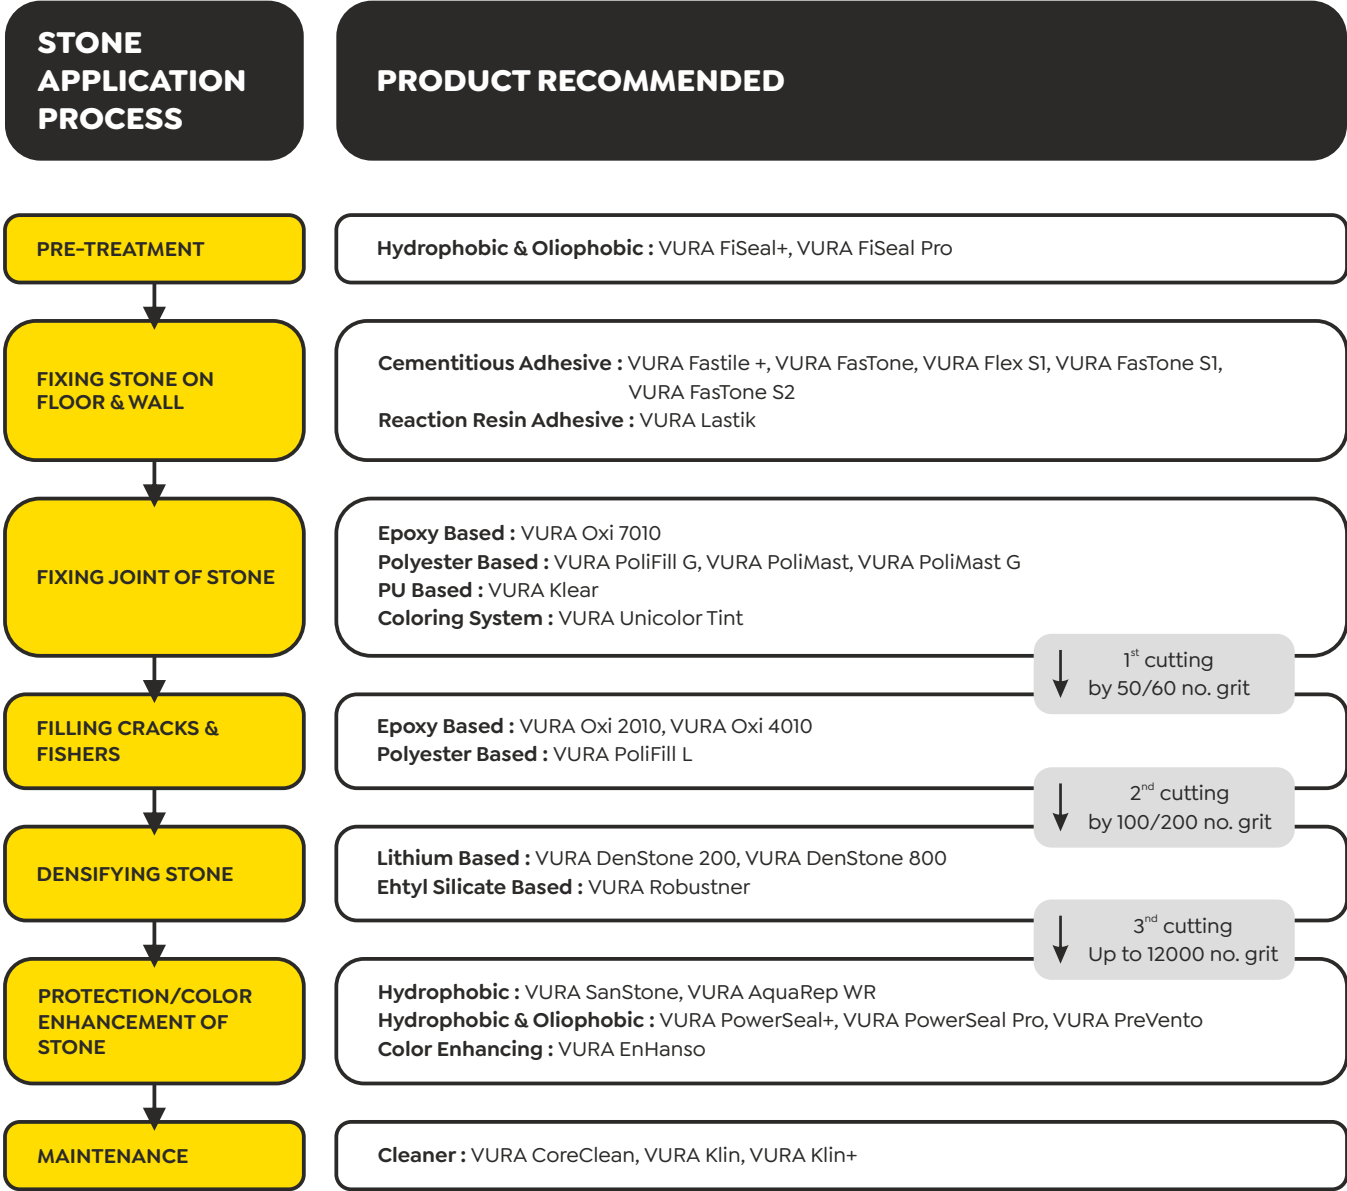 STONE
APPLICATION
PROCESS
PRODUCT RECOMMENDED
PRE-TREATMENT
Hydrophobic & Oliophobic : VURA FiSeal+, VURA FiSeal Pro
FIXING STONE ON
FLOOR & WALL
Cementitious Adhesive : VURA Fastile +, VURA FasTone, VURA Flex S1, VURA FasTone S1,
VURA FasTone S2
Reaction Resin Adhesive : VURA Lastik
FIXING JOINT OF STONE
Epoxy Based : VURA Oxi 7010
Polyester Based : VURA PoliFill G, VURA PoliMast, VURA PoliMast G
PU Based : VURA Klear
Coloring System : VURA Unicolor Tint
1st cutting
by 50/60 no. grit
FILLING CRACKS &
FISHERS
Epoxy Based : VURA Oxi 2010, VURA Oxi 4010
Polyester Based : VURA PoliFill L
2nd cutting
by 100/200 no. grit
DENSIFYING STONE
Lithium Based : VURA DenStone 200, VURA DenStone 800
Ehtyl Silicate Based : VURA Robustner
3nd cutting
Up to 12000 no. grit
PROTECTION/COLOR
ENHANCEMENT OF
STONE
Hydrophobic : VURA SanStone, VURA AquaRep WR
Hydrophobic & Oliophobic : VURA PowerSeal+, VURA PowerSeal Pro, VURA PreVento
Color Enhancing : VURA EnHanso
MAINTENANCE
Cleaner : VURA CoreClean, VURA Klin, VURA Klin+